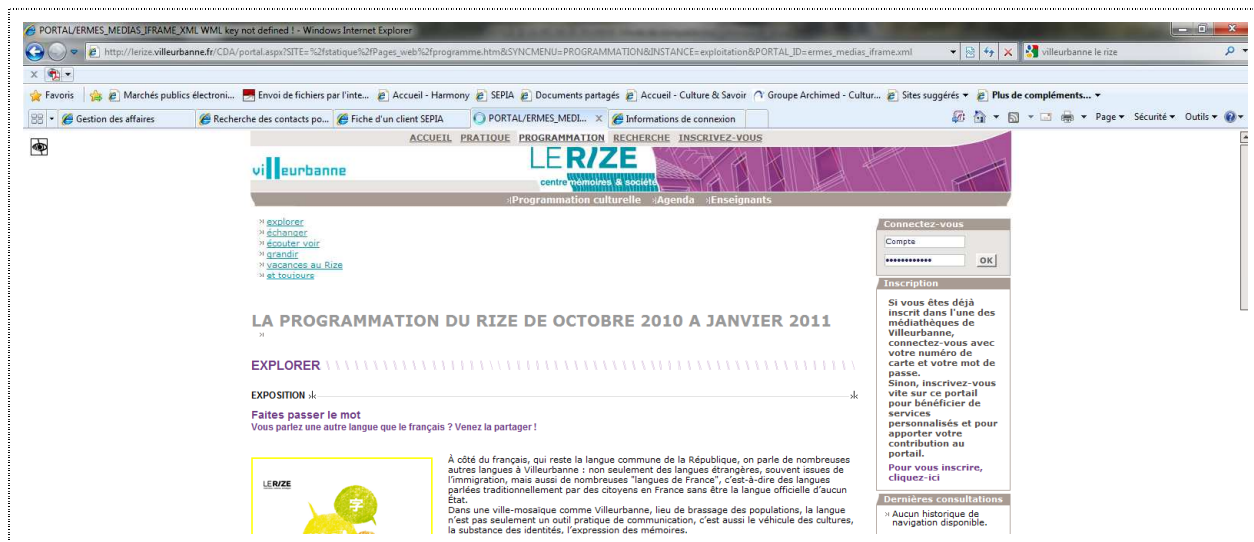 PORTAL/ERMES_MEDIAS_IFRAME_XML WML key not defined ! - Windows Internet Explorer
http://lerize.villeurbanne.fr/CDA/portal.aspx?SITE=%2fstatique%2fPages_web%2fprogramme.htm&SYNCMENU=PROGRAMMATION&INSTANCE=exploitation&PORTAL_ID=ermes_medias_iframe.xml
villeurbanne le rize
Favoris Marchés publics électroni... Envoi de fichiers par l'inte... Accueil - Harmony SEPIA Documents partagés Accueil - Culture & Savoir Groupe Archimed - Cultur... Sites suggérés Plus de compléments...
Gestion des affaires Recherche des contacts po... Fiche d'un client SEPIA PORTAL/ERMES_MEDI... X Informations de connexion Page Sécurité Outils
ACCUEIL PRATIQUE PROGRAMMATION RECHERCHE INSCRIVEZ-VOUS
villeurbanne
LE RIZE
centre mémoires & société
Programmation culturelle Agenda Enseignants
explorer
échanger
écouter voir
grandir
vacances au Rize
et toujours
LA PROGRAMMATION DU RIZE DE OCTOBRE 2010 A JANVIER 2011
EXPLORER
EXPOSITION
Faites passer le mot
Vous parlez une autre langue que le français ? Venez la partager !
LERIZE
字
À côté du français, qui reste la langue commune de la République, on parle de nombreuses
autres langues à Villeurbanne : non seulement des langues étrangères, souvent issues de
l'immigration, mais aussi de nombreuses "langues de France", c'est-à-dire des langues
parlées traditionnellement par des citoyens en France sans être la langue officielle d'aucun
État.
Dans une ville-mosaïque comme Villeurbanne, lieu de brassage des populations, la langue
n'est pas seulement un outil pratique de communication, c'est aussi le véhicule des cultures,
la substance des identités, l'expression des mémoires.
Connectez-vous
Compte
••••••••••••
OK
Inscription
Si vous êtes déjà
inscrit dans l'une des
médiathèques de
Villeurbanne,
connectez-vous avec
votre numéro de
carte et votre mot de
passe.
Sinon, inscrivez-vous
vite sur ce portail
pour bénéficier de
services
personnalisés et pour
apporter votre
contribution au
portail.
Pour vous inscrire,
cliquez-ici
Dernières consultations
Aucun historique de
navigation disponible.